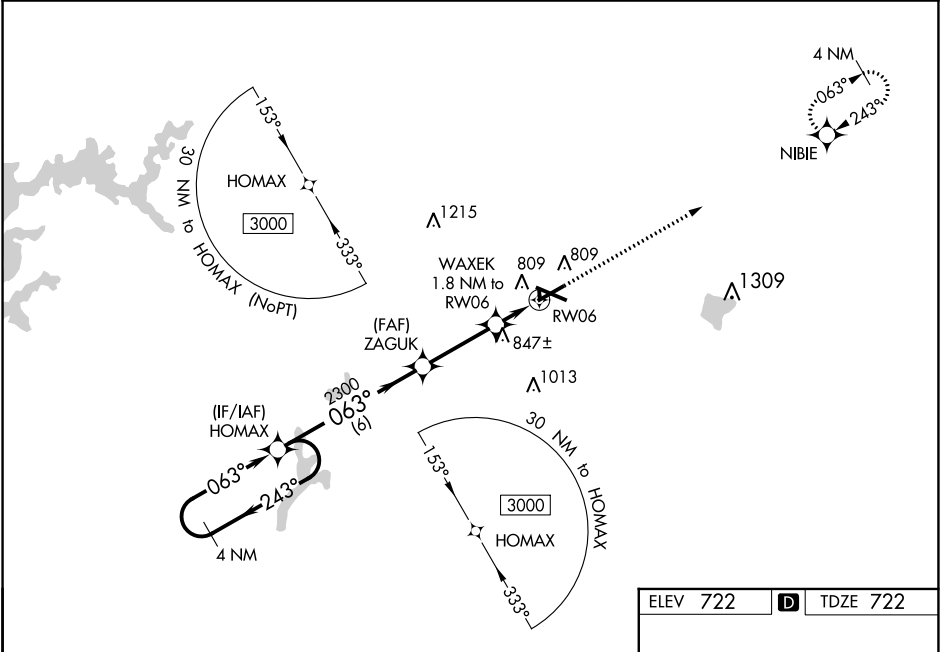 4 NM
063°
243°
NIBIE
153°
HOMAX
3000
333°
30 NM to HOMAX (NoPT)
1215
WAXEK
1.8 NM to
RW06
809
809
RW06
1309
(FAF)
ZAGUK
847±
1013
2300
063°
(6)
(IF/IAF)
HOMAX
063°
243°
4 NM
30 NM to HOMAX
153°
3000
HOMAX
333°
ELEV 722 D TDZE 722